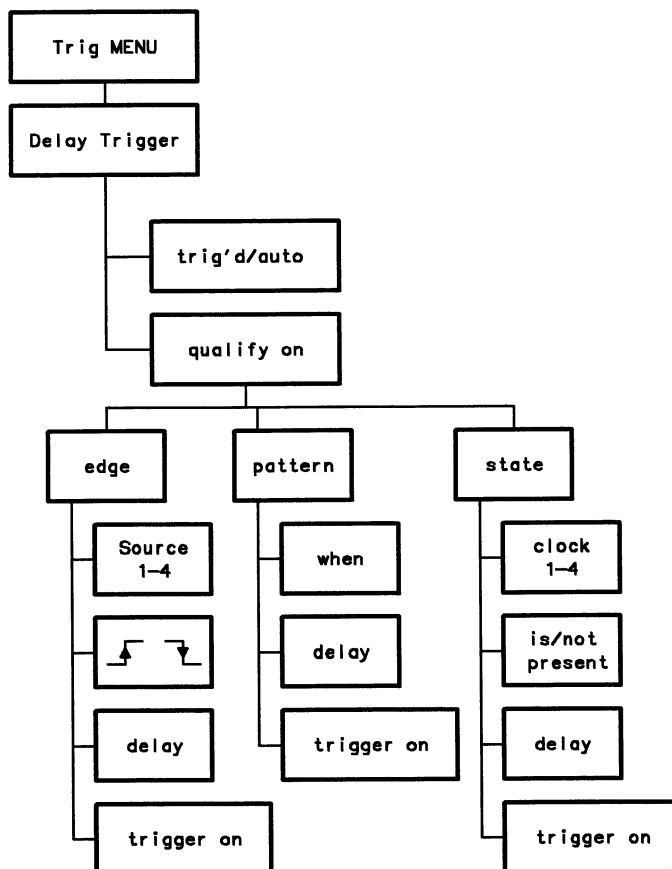 Trig MENU
Delay Trigger
trig'd/auto
qualify on
edge
pattern
state
Source
1-4
when
clock
1-4
delay
is/not
present
delay
trigger on
delay
trigger on
trigger on